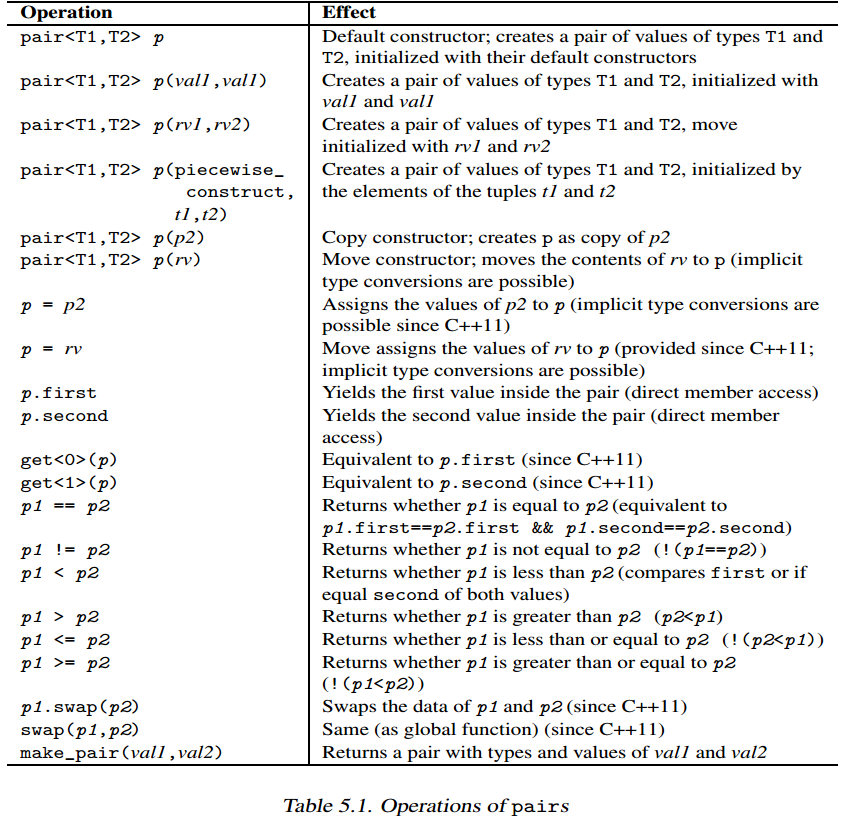 Operation Effect
pair<T1,T2> p Default constructor; creates a pair of values of types T1 and
T2, initialized with their default constructors
pair<T1,T2> p(val1,val1) Creates a pair of values of types T1 and T2, initialized with
val1 and val1
pair<T1,T2> p(rv1,rv2) Creates a pair of values of types T1 and T2, move
initialized with rv1 and rv2
pair<T1,T2> p(piecewise_ Creates a pair of values of types T1 and T2, initialized by
construct, the elements of the tuples t1 and t2
t1,t2)
pair<T1,T2> p(p2) Copy constructor; creates p as copy of p2
pair<T1,T2> p(rv) Move constructor; moves the contents of rv to p (implicit
type conversions are possible)
p = p2 Assigns the values of p2 to p (implicit type conversions are
possible since C++11)
p = rv Move assigns the values of rv to p (provided since C++11;
implicit type conversions are possible)
p.first Yields the first value inside the pair (direct member access)
p.second Yields the second value inside the pair (direct member
access)
get<0>(p) Equivalent to p.first (since C++11)
get<1>(p) Equivalent to p.second (since C++11)
p1 == p2 Returns whether p1 is equal to p2 (equivalent to
p1.first==p2.first && p1.second==p2.second)
p1 != p2 Returns whether p1 is not equal to p2 (!(p1==p2))
p1 < p2 Returns whether p1 is less than p2 (compares first or if
equal second of both values)
p1 > p2 Returns whether p1 is greater than p2 (p2<p1)
p1 <= p2 Returns whether p1 is less than or equal to p2 (!(p2<p1))
p1 >= p2 Returns whether p1 is greater than or equal to p2
(!(p1<p2))
p1.swap(p2) Swaps the data of p1 and p2 (since C++11)
swap(p1,p2) Same (as global function) (since C++11)
make_pair(val1,val2) Returns a pair with types and values of val1 and val2
Table 5.1. Operations of pairs